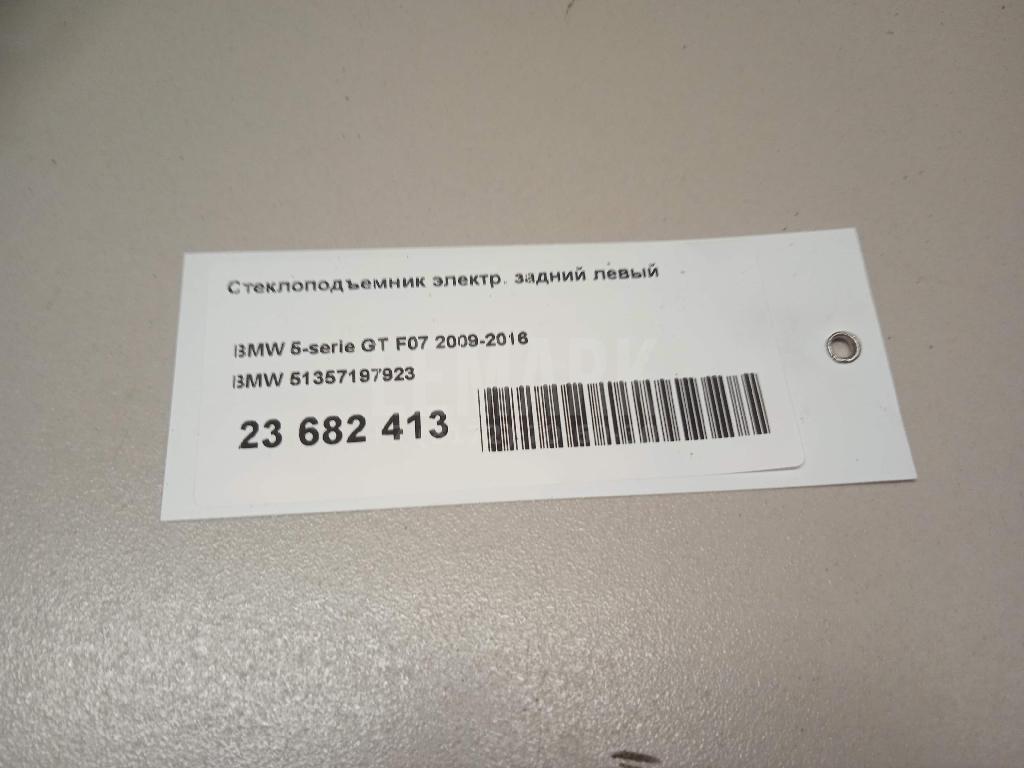 Стеклоподъемник электр. задний левый
BMW 5-serie GT F07 2009-2016
BMW 51357197923
23 682 413